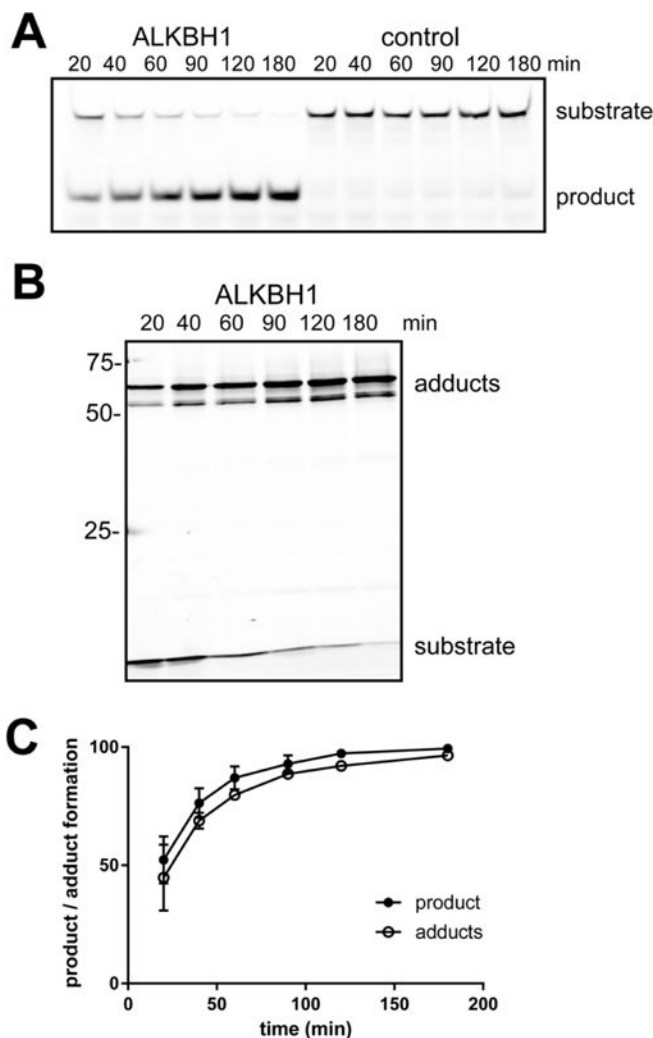 A
ALKBH1 control
20 40 60 90 120 180 20 40 60 90 120 180 min
substrate
product
B
ALKBH1
20 40 60 90 120 180 min
75-
adducts
50-
25-
substrate
C
product / adduct formation
100
50
0
product
adducts
0 50 100 150 200
time (min)